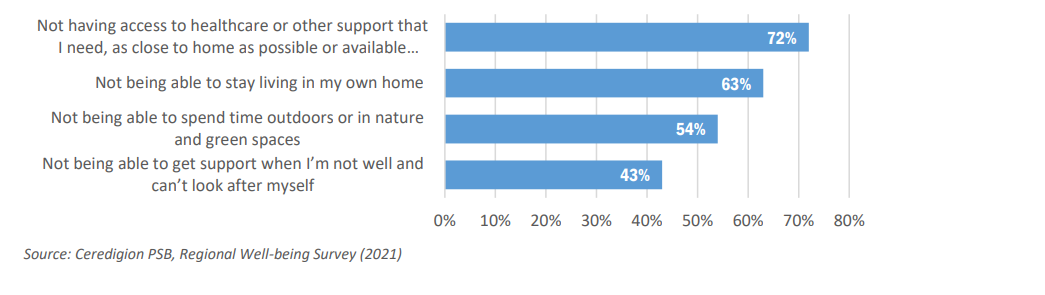 Not having access to healthcare or other support that
I need, as close to home as possible or available…
72%
Not being able to stay living in my own home
63%
Not being able to spend time outdoors or in nature
and green spaces
54%
Not being able to get support when I’m not well and
can’t look after myself
43%
0% 10% 20% 30% 40% 50% 60% 70% 80%
Source: Ceredigion PSB, Regional Well-being Survey (2021)